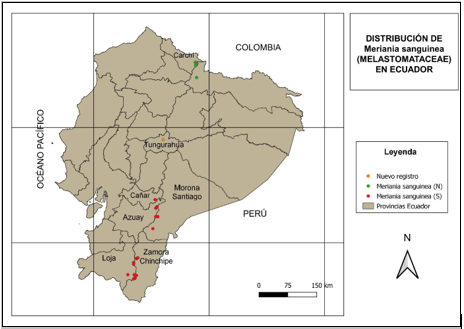 DISTRIBUCIÓN DE
Meriania sanguinea
(MELASTOMATACEAE)
EN ECUADOR
COLOMBIA
Carchi
OCÉANO PACÍFICO
Tungurahua
Cañar
Morona
Santiago
Azuay
PERÚ
Loja
Zamora
Chinchipe
Leyenda
Nuevo registro
Meriania sanguinea (N)
Meriania sanguinea (S)
Provincias Ecuador
N
0 75 150 km